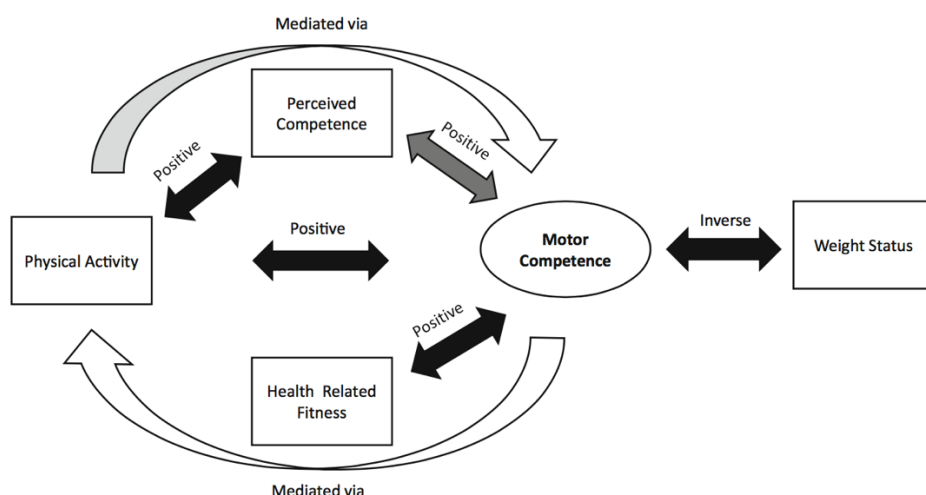 Mediated via
Perceived
Competence
Positive
Positive
Physical Activity
Positive
Motor
Competence
Inverse
Weight Status
Positive
Health Related
Fitness
Mediated via